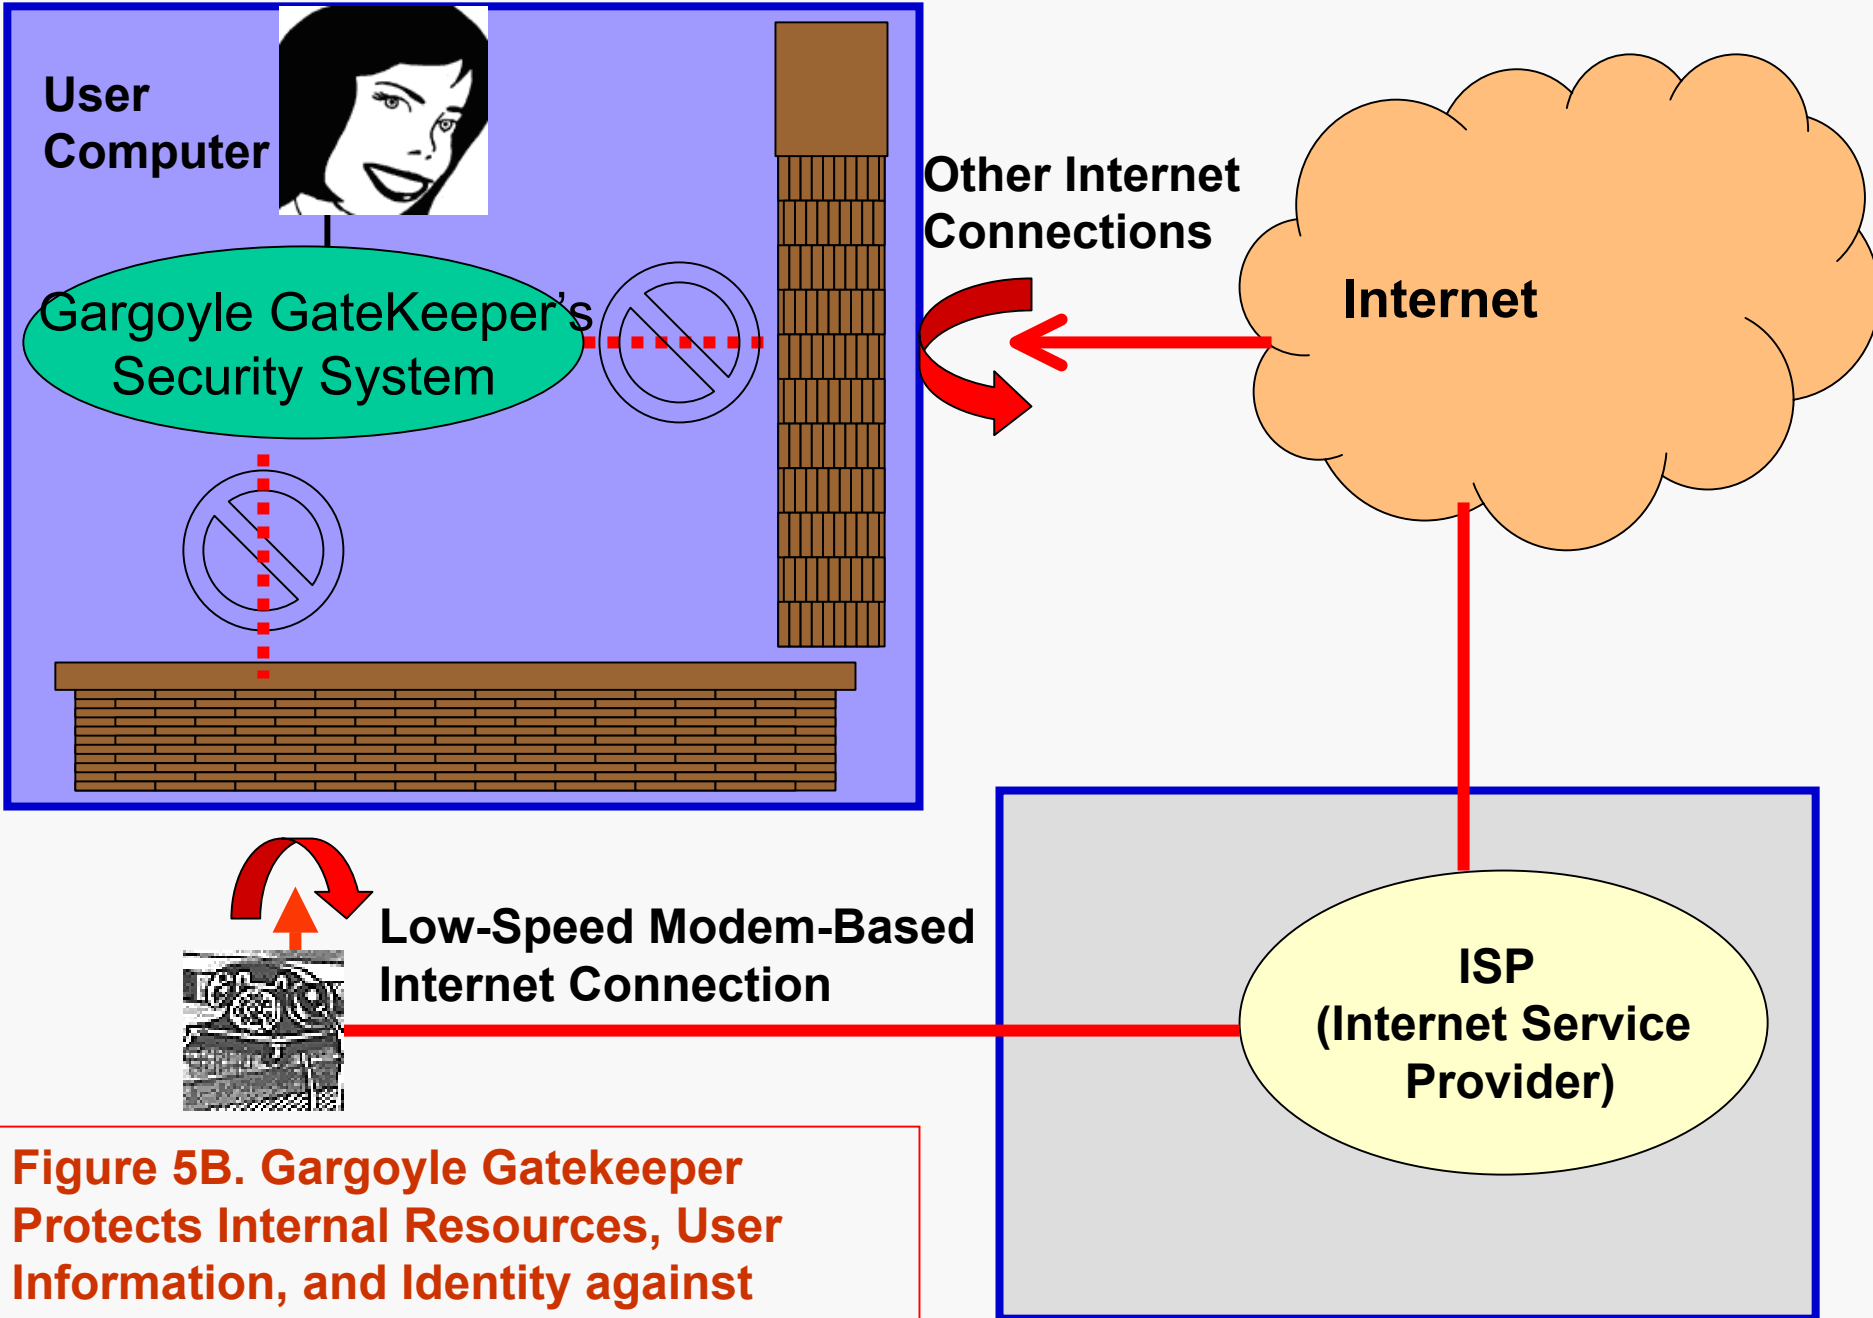 User
Computer
Gargoyle GateKeeper's
Security System
Other Internet
Connections
Internet
Low-Speed Modem-Based
Internet Connection
ISP
(Internet Service
Provider)
Figure 5B. Gargoyle Gatekeeper
Protects Internal Resources, User
Information, and Identity against